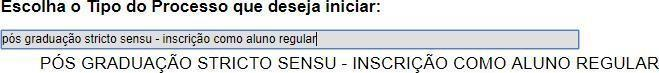 Escolha o Tipo do Processo que deseja iniciar:
pós graduação stricto sensu - inscrição como aluno regular
PÓS GRADUAÇÃO STRICTO SENSU - INSCRIÇÃO COMO ALUNO REGULAR